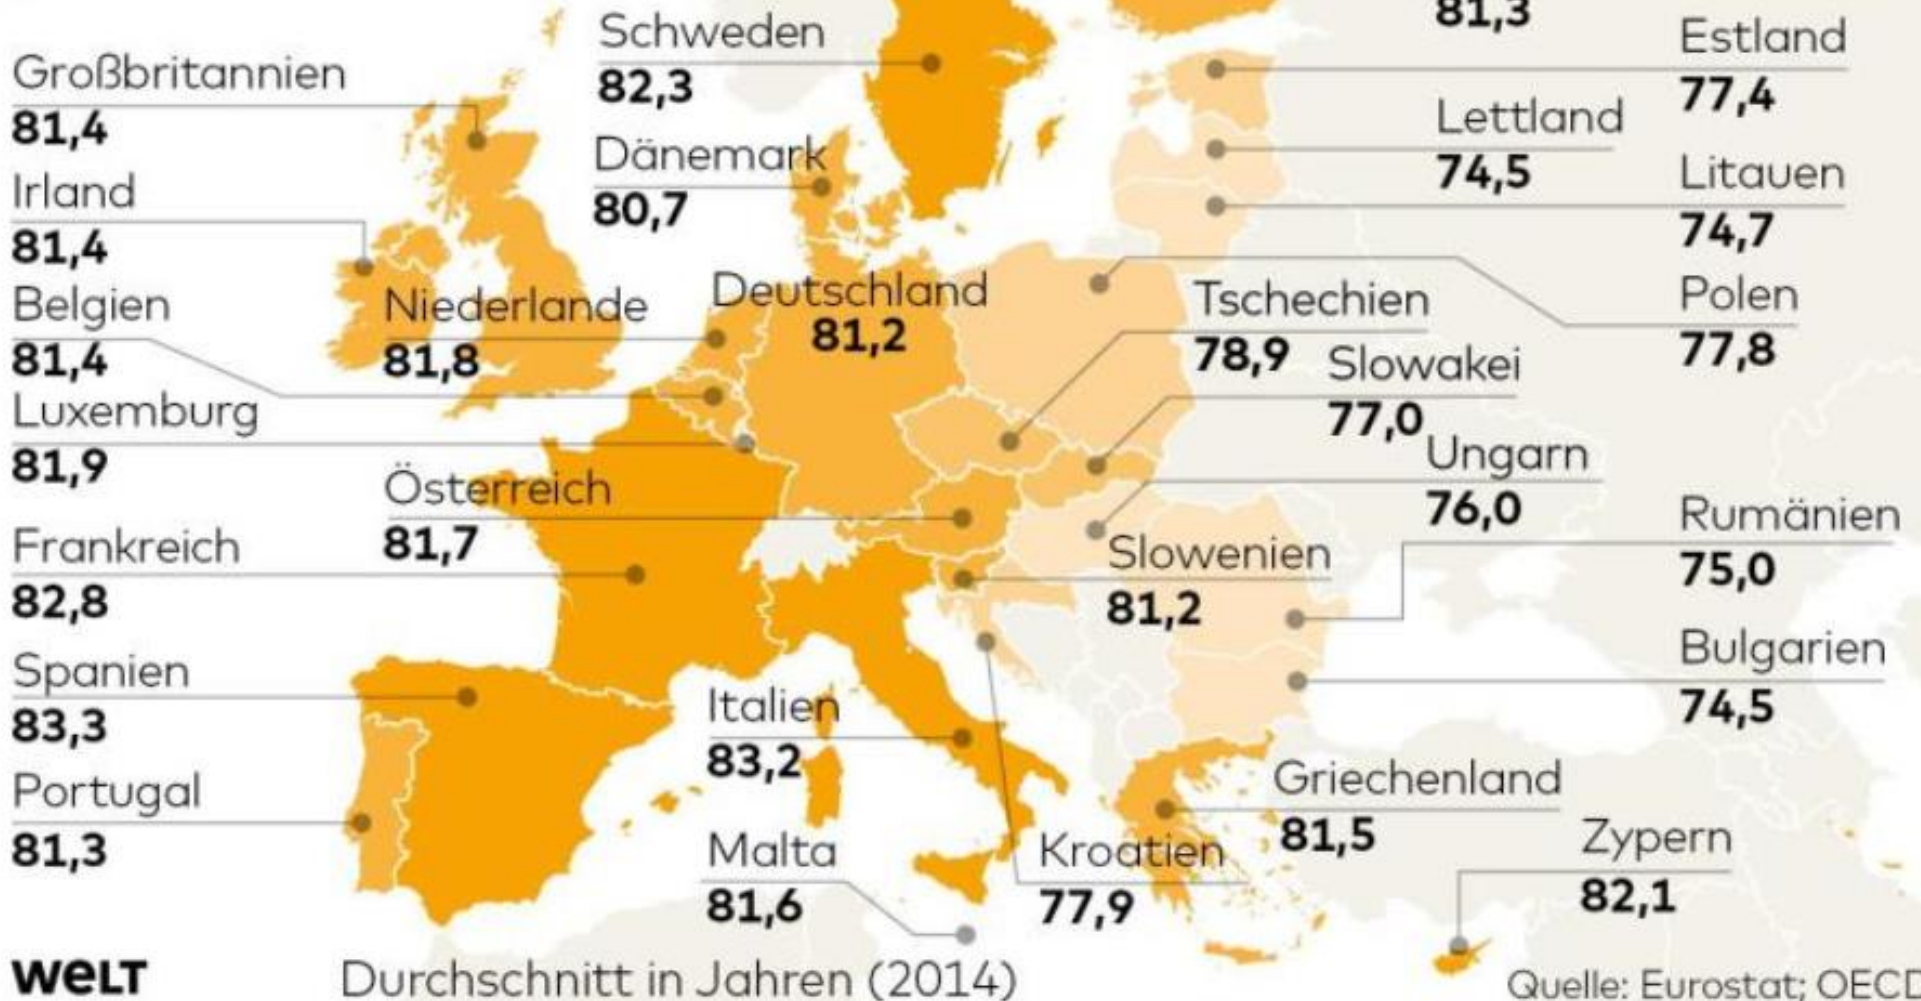 81,3
Schweden
82,3
Estland
77,4
Großbritannien
81,4
Lettland
74,5
Dänemark
80,7
Litauen
74,7
Irland
81,4
Belgien
81,4
Niederlande
81,8
Deutschland
81,2
Tschechien
78,9
Polen
77,8
Slowakei
77,0
Luxemburg
81,9
Ungarn
76,0
Österreich
81,7
Rumänien
75,0
Frankreich
82,8
Slowenien
81,2
Bulgarien
74,5
Spanien
83,3
Italien
83,2
Portugal
81,3
Griechenland
81,5
Malta
81,6
Kroatien
77,9
Zypern
82,1
WELT
Durchschnitt in Jahren (2014)
Quelle: Eurostat; OECD